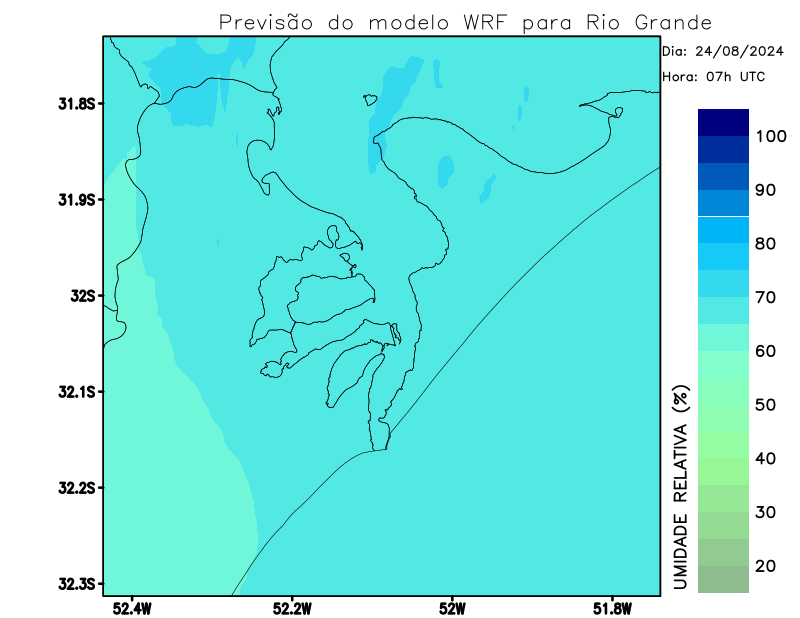 Previsão do modelo WRF para Rio Grande
Dia: 24/08/2024
Hora: 07h UTC
31.8S
31.9S
32S
32.1S
32.2S
32.3S
52.4W
52.2W
52W
51.8W
UMIDADE RELATIVA (%)
100
90
80
70
60
50
40
30
20